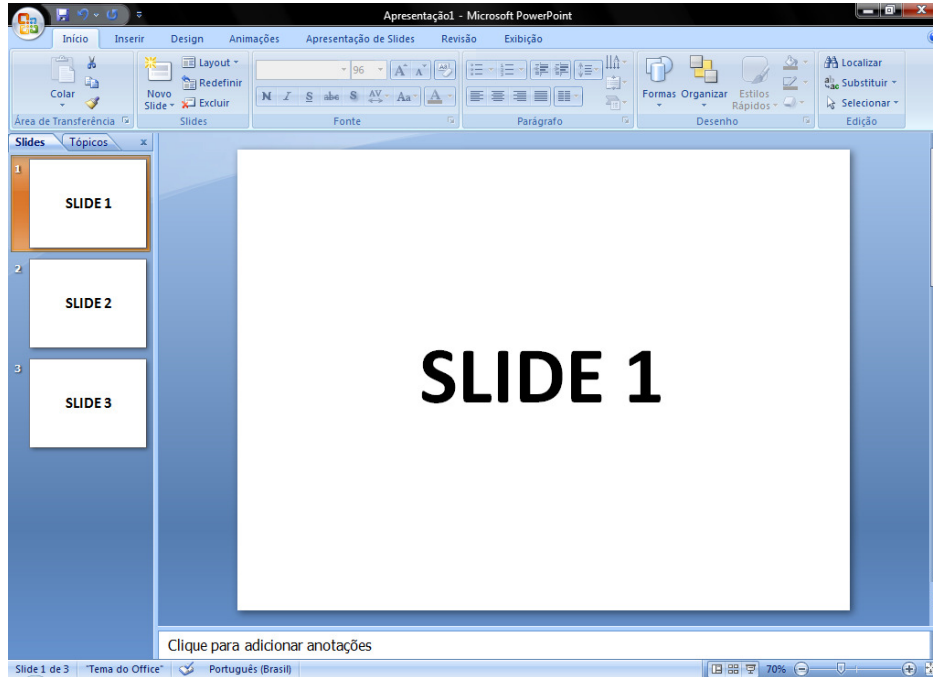 Apresentação1 - Microsoft PowerPoint
Início Inserir Design Animações Apresentação de Slides Revisão Exibição
Colar
Área de Transferência
Novo Slide
Layout
Redefinir
Excluir
Slides
96
N I S abc S AV Aa A
Fonte
Parágrafo
Formas Organizar Estilos Rápidos
Desenho
Localizar
Substituir
Selecionar
Edição
Slides Tópicos x
1
SLIDE 1
2
SLIDE 2
3
SLIDE 3
SLIDE 1
Clique para adicionar anotações
Slide 1 de 3 "Tema do Office" Português (Brasil) 70%